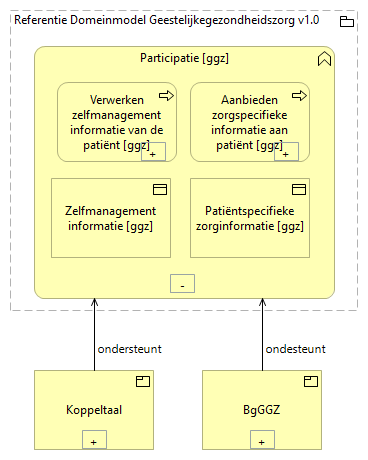 Referentie Domeinmodel Geestelijkegezondheidszorg v1.0
Participatie [ggz]
Verwerken
zelfmanagement
informatie van de
patiënt [ggz]
+
Aanbieden
zorgspecifieke
informatie aan
patiënt [ggz]
+
Zelfmanagement
informatie [ggz]
Patiëntspecifieke
zorginformatie [ggz]
-
ondersteunt
ondesteunt
Koppeltaal
+
BgGGZ
+